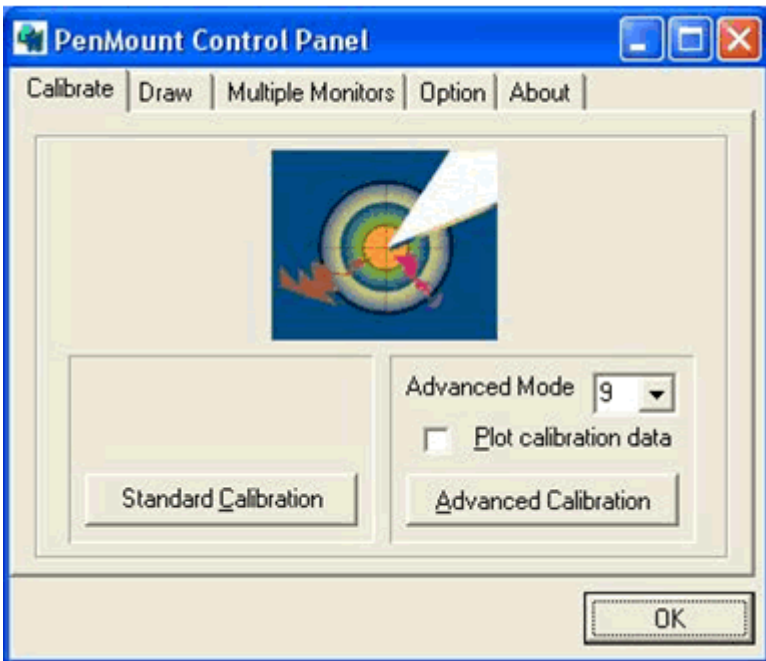 PenMount Control Panel
Calibrate Draw Multiple Monitors Option About
Advanced Mode 9
Plot calibration data
Standard Calibration Advanced Calibration
OK